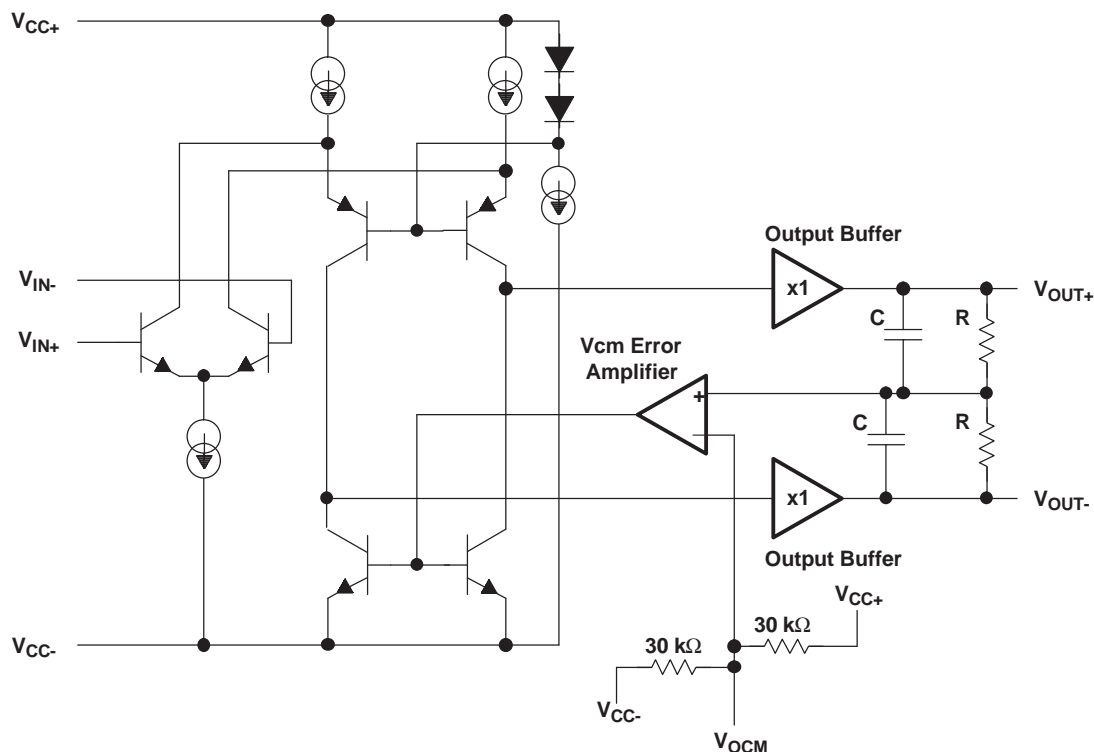 VCC+
Output Buffer
VIN-
x1
VOUT+
C
R
VIN+
Vcm Error
Amplifier
+
C
R
x1
VOUT-
Output Buffer
VCC+
30 kΩ
VCC-
30 kΩ
VCC-
VOCM